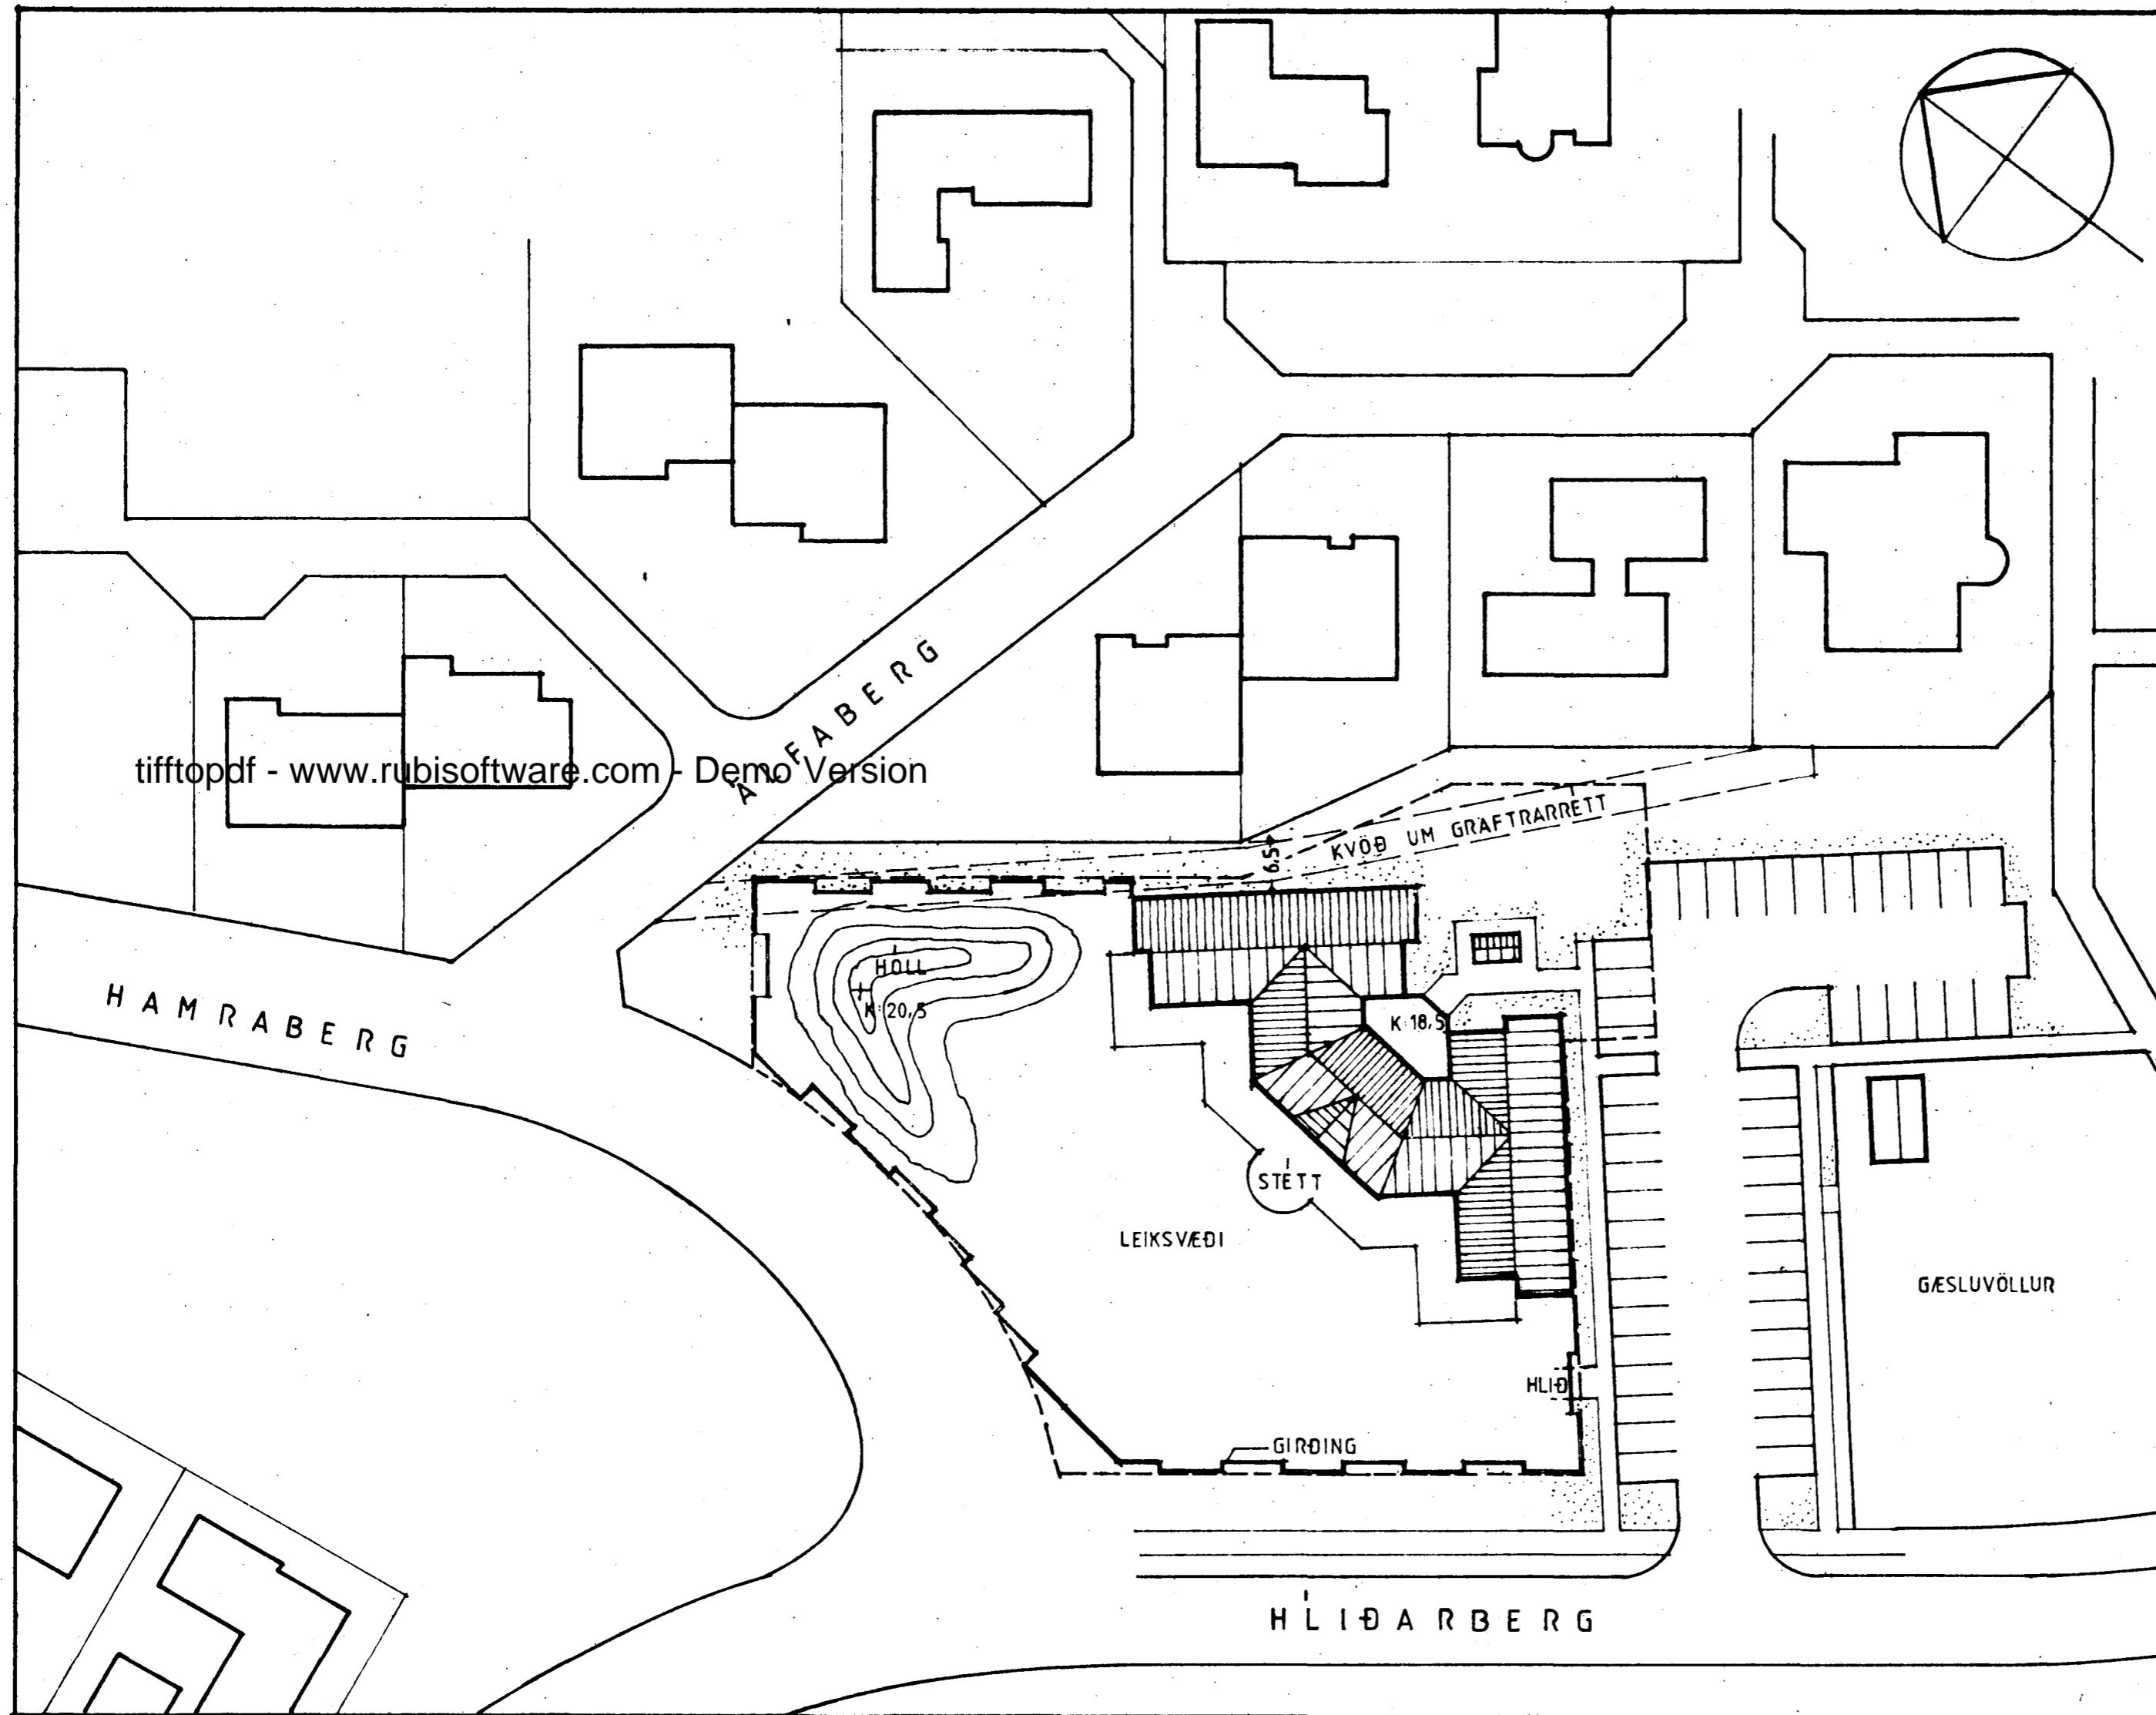 ÁLFABERG
tifftopdf - www.rubisoftware.com - Demo Version
KVÖÐ UM GRAFTRARRÉTT
6,5
HÓLL
K 20,5
K 18,5
HAMRABERG
STÉTT
LEIKSVÆÐI
GÆSLUVÖLLUR
HLIÐ
GIRÐING
HLÍÐARBERG